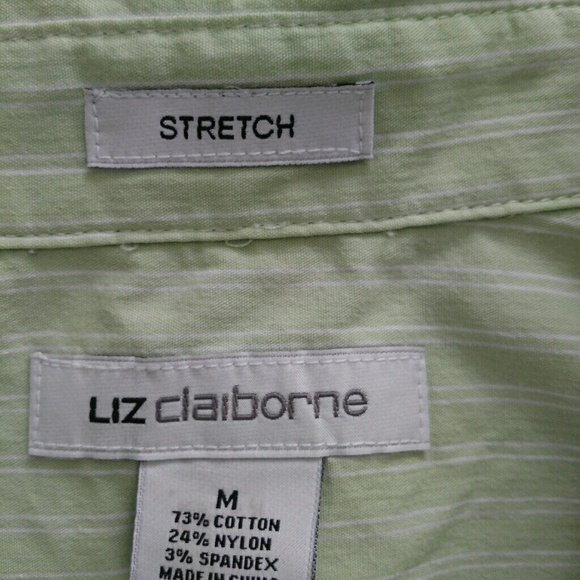 STRETCH
LIZ claiborne
M
73% COTTON
24% NYLON
3% SPANDEX
MADE IN CHINA